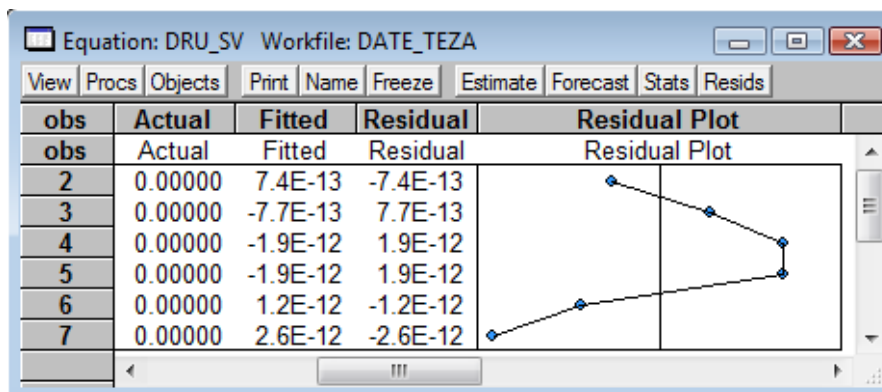 Equation: DRU_SV Workfile: DATE_TEZA
View Procs Objects Print Name Freeze Estimate Forecast Stats Resids
obs Actual Fitted Residual Residual Plot
obs Actual Fitted Residual Residual Plot
2 0.00000 7.4E-13 -7.4E-13
3 0.00000 -7.7E-13 7.7E-13
4 0.00000 -1.9E-12 1.9E-12
5 0.00000 -1.9E-12 1.9E-12
6 0.00000 1.2E-12 -1.2E-12
7 0.00000 2.6E-12 -2.6E-12